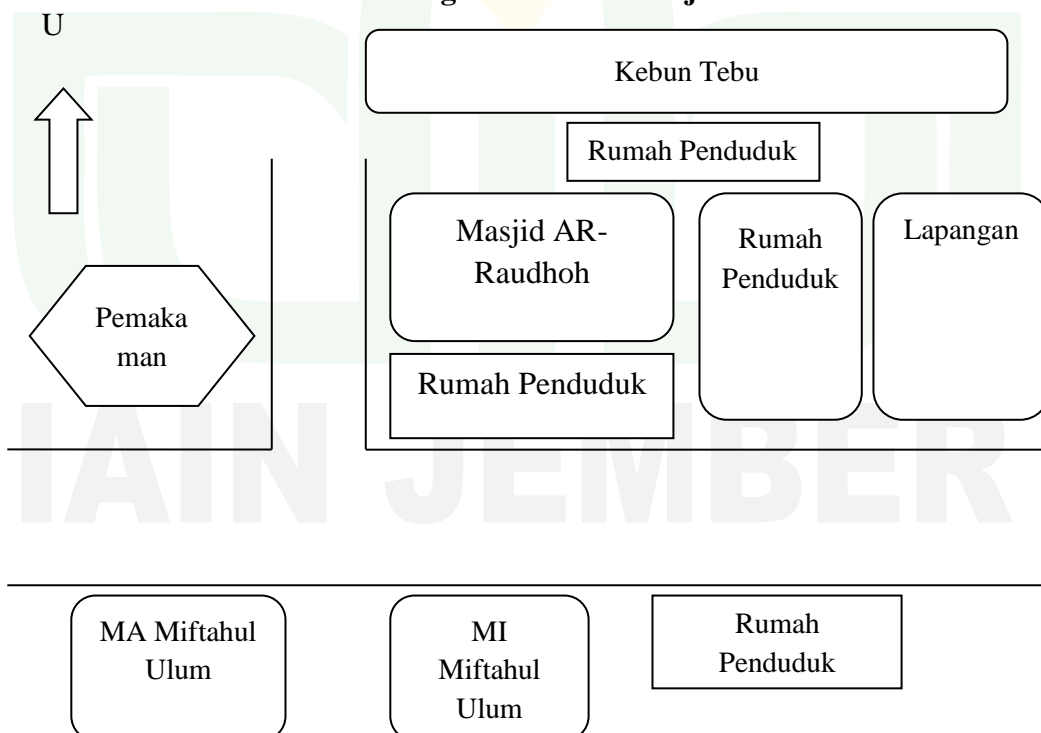 U
Kebun Tebu
Rumah Penduduk
Masjid AR-
Raudhoh
Rumah
Penduduk
Lapangan
Pemaka
man
Rumah Penduduk
IAIN JEMBER
MA Miftahul
Ulum
MI
Miftahul
Ulum
Rumah
Penduduk